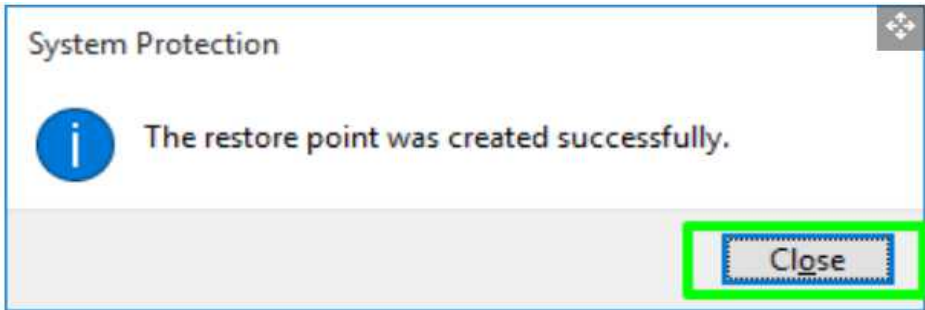 System Protection
The restore point was created successfully.
Close